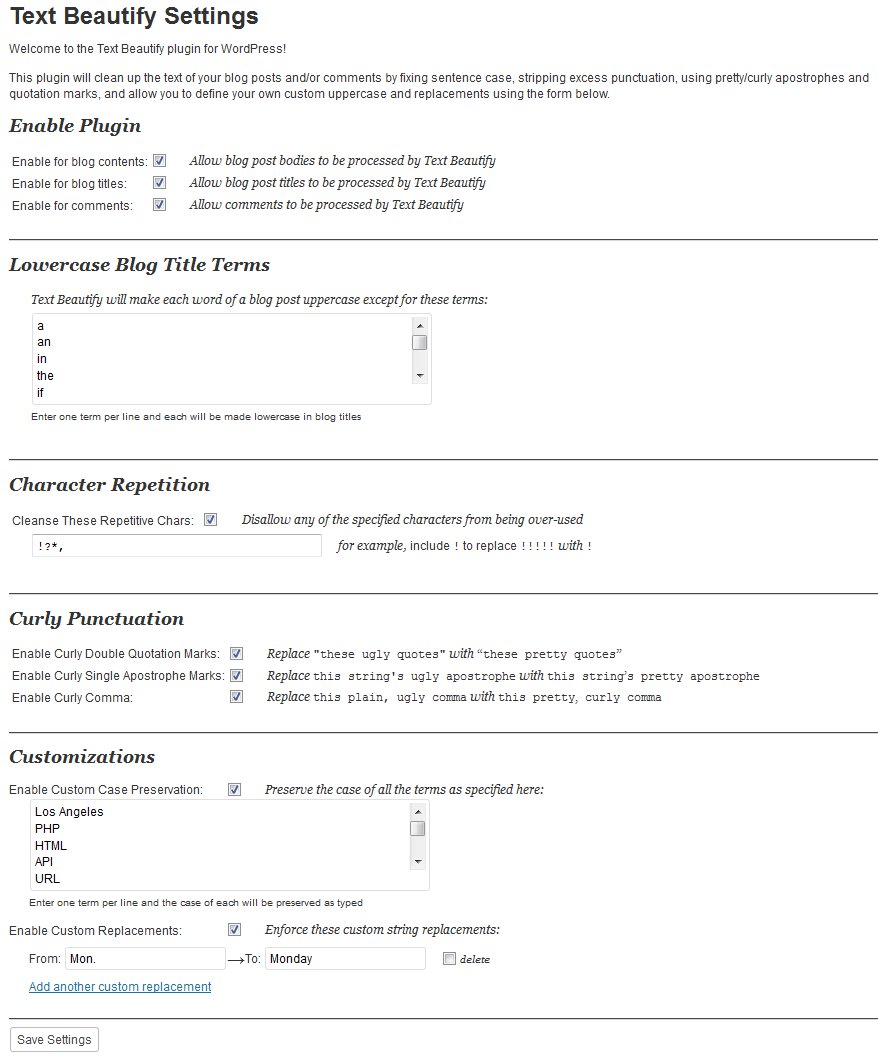 Text Beautify Settings
Welcome to the Text Beautify plugin for WordPress!
This plugin will clean up the text of your blog posts and/or comments by fixing sentence case, stripping excess punctuation, using pretty/curly apostrophes and
quotation marks, and allow you to define your own custom uppercase and replacements using the form below.
Enable Plugin
Enable for blog contents: Allow blog post bodies to be processed by Text Beautify
Enable for blog titles: Allow blog post titles to be processed by Text Beautify
Enable for comments: Allow comments to be processed by Text Beautify
Lowercase Blog Title Terms
Text Beautify will make each word of a blog post uppercase except for these terms:
a
an
in
the
if
Enter one term per line and each will be made lowercase in blog titles
Character Repetition
Cleanse These Repetitive Chars: Disallow any of the specified characters from being over-used
!?*, for example, include ! to replace !!!!! with !
Curly Punctuation
Enable Curly Double Quotation Marks: Replace "these ugly quotes" with “these pretty quotes”
Enable Curly Single Apostrophe Marks: Replace this string's ugly apostrophe with this string’s pretty apostrophe
Enable Curly Comma: Replace this plain, ugly comma with this pretty, curly comma
Customizations
Enable Custom Case Preservation: Preserve the case of all the terms as specified here:
Los Angeles
PHP
HTML
API
URL
Enter one term per line and the case of each will be preserved as typed
Enable Custom Replacements: Enforce these custom string replacements:
From: Mon. →To: Monday delete
Add another custom replacement
Save Settings